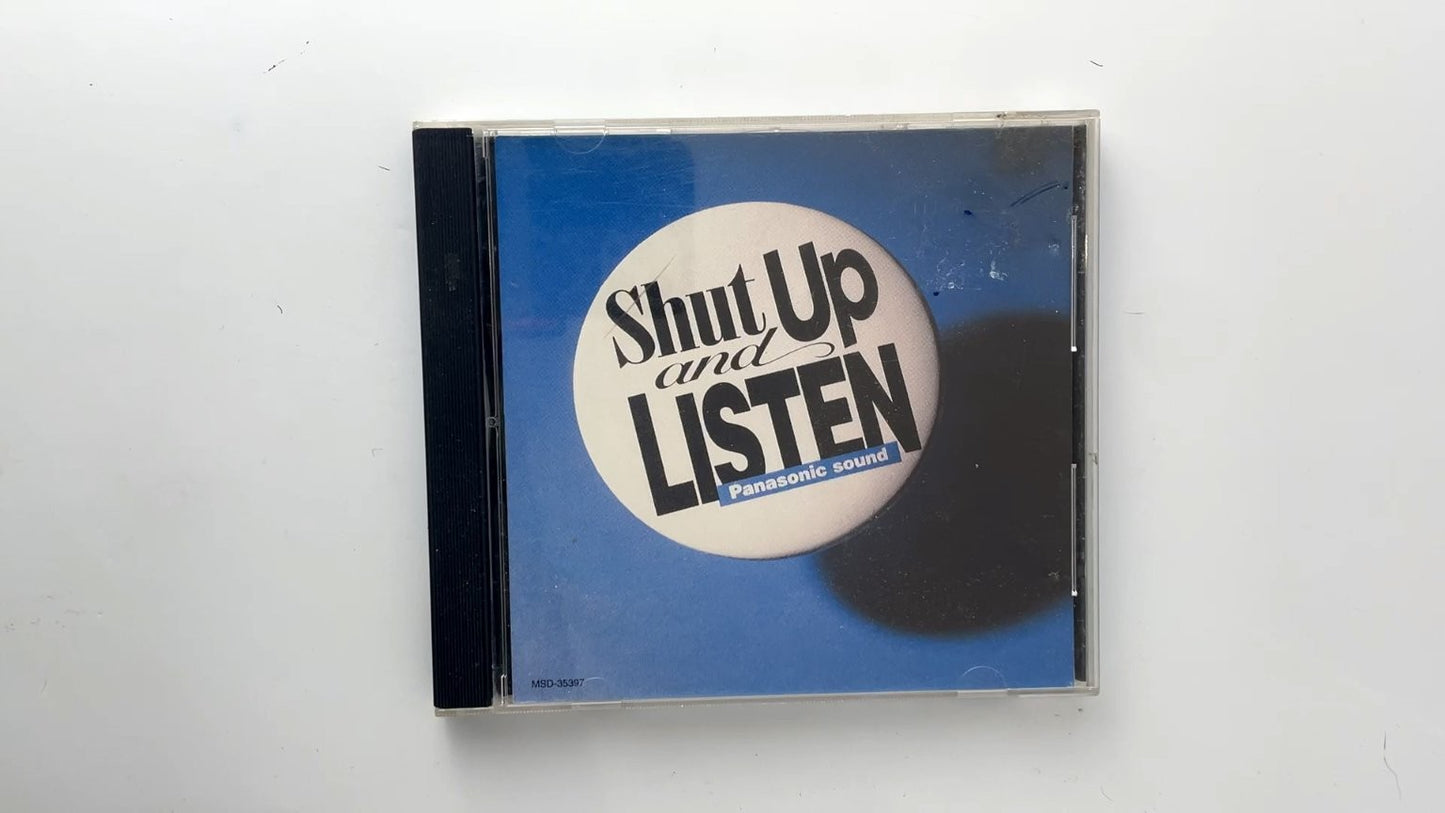 Shut Up
and
LISTEN
Panasonic sound
MSD-35397